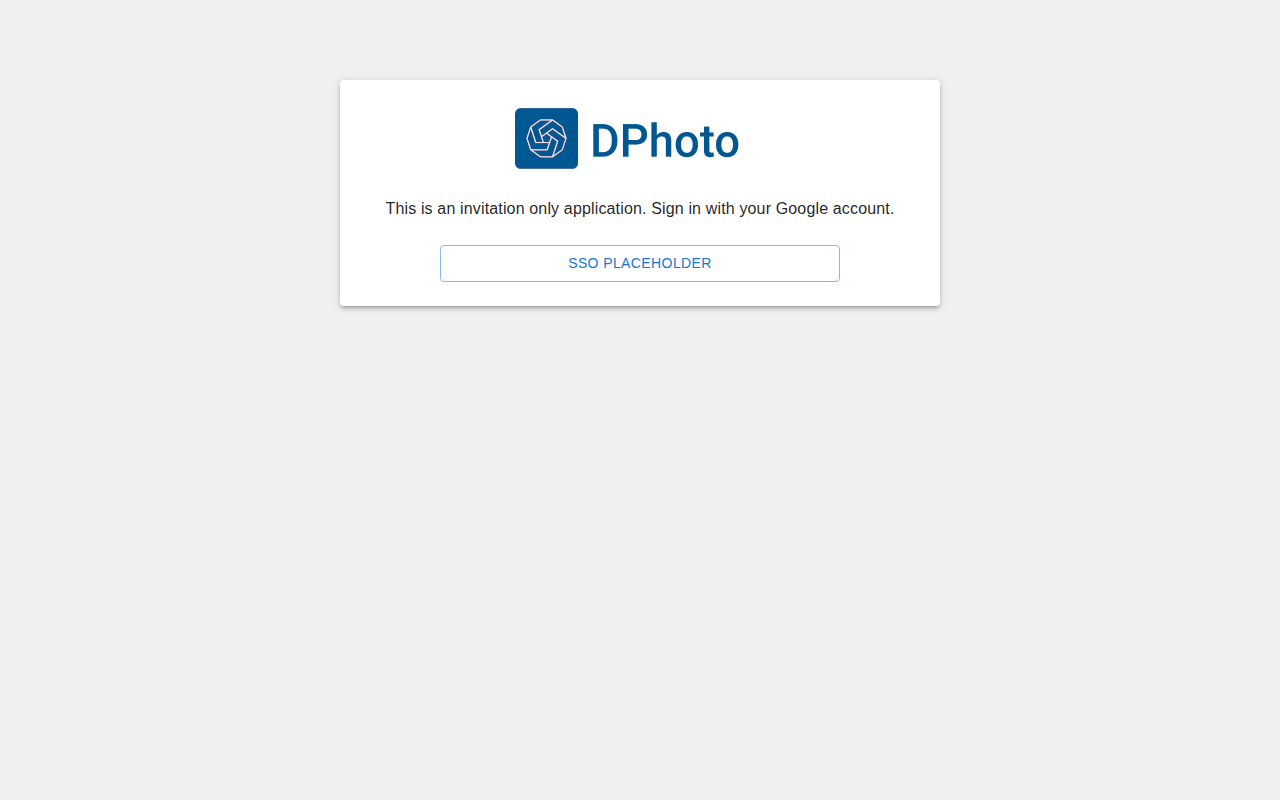 DPhoto
This is an invitation only application. Sign in with your Google account.
SSO PLACEHOLDER